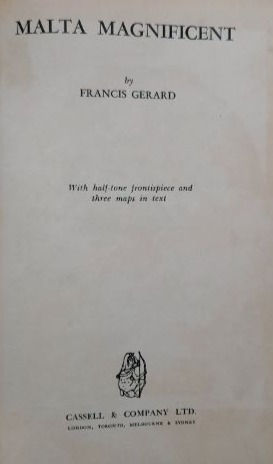 MALTA MAGNIFICENT
by
FRANCIS GERARD
With half-tone frontispiece and
three maps in text
CASSELL & COMPANY LTD.
LONDON, TORONTO, MELBOURNE & SYDNEY